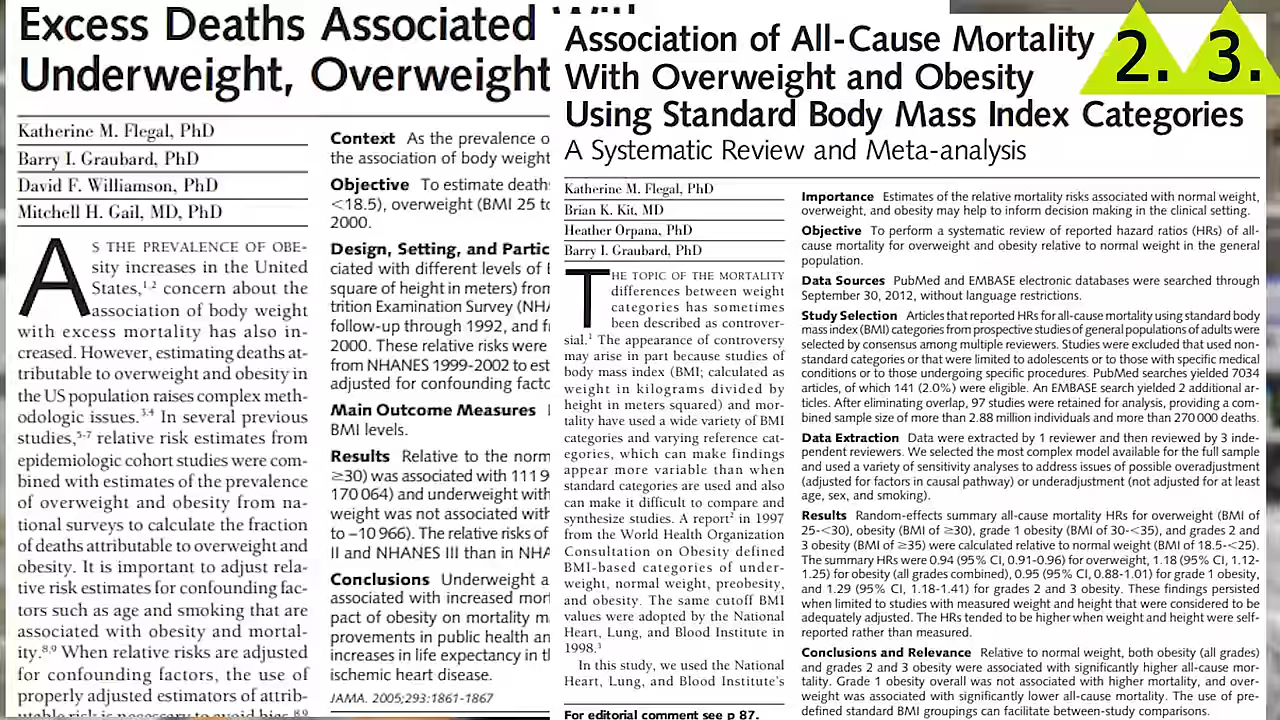 Excess Deaths Associated With
Underweight, Overweight
Katherine M. Flegal, PhD
Barry I. Graubard, PhD
David F. Williamson, PhD
Mitchell H. Gail, MD, PhD
AS THE PREVALENCE OF OBE-
sity increases in the United
States,1,2 concern about the
association of body weight
with excess mortality has also in-
creased. However, estimating deaths at-
tributable to overweight and obesity in
the US population raises complex meth-
odologic issues.3,4 In several previous
studies,5-7 relative risk estimates from
epidemiologic cohort studies were com-
bined with estimates of the prevalence
of overweight and obesity from na-
tional surveys to calculate the fraction
of deaths attributable to overweight and
obesity. It is important to adjust rela-
tive risk estimates for confounding fac-
tors such as age and smoking that are
associated with obesity and mortal-
ity.8,9 When relative risks are adjusted
for confounding factors, the use of
properly adjusted estimators of attrib-
utable risk is necessary to avoid bias.8,9
Context As the prevalence o
the association of body weight
Objective To estimate death
<18.5), overweight (BMI 25 to
2000.
Design, Setting, and Partic
ciated with different levels of
square of height in meters) from
trition Examination Survey (NHA
follow-up through 1992, and f
2000. These relative risks were
from NHANES 1999-2002 to est
adjusted for confounding facto
Main Outcome Measures
BMI levels.
Results Relative to the norm
≥30) was associated with 111 9
170 064) and underweight with
weight was not associated with
to −10 966). The relative risks of
II and NHANES III than in NHA
Conclusions Underweight a
associated with increased mor
pact of obesity on mortality m
provements in public health an
increases in life expectancy in t
ischemic heart disease.
JAMA. 2005;293:1861-1867
2. 3.
Association of All-Cause Mortality
With Overweight and Obesity
Using Standard Body Mass Index Categories
A Systematic Review and Meta-analysis
Katherine M. Flegal, PhD
Brian K. Kit, MD
Heather Orpana, PhD
Barry I. Graubard, PhD
THE TOPIC OF THE MORTALITY
differences between weight
categories has sometimes
been described as controver-
sial.1 The appearance of controversy
may arise in part because studies of
body mass index (BMI; calculated as
weight in kilograms divided by
height in meters squared) and mor-
tality have used a wide variety of BMI
categories and varying reference cat-
egories, which can make findings
appear more variable than when
standard categories are used and also
can make it difficult to compare and
synthesize studies. A report2 in 1997
from the World Health Organization
Consultation on Obesity defined
BMI-based categories of under-
weight, normal weight, preobesity,
and obesity. The same cutoff BMI
values were adopted by the National
Heart, Lung, and Blood Institute in
1998.3
In this study, we used the National
Heart, Lung, and Blood Institute's
For editorial comment see p 87.
Importance Estimates of the relative mortality risks associated with normal weight,
overweight, and obesity may help to inform decision making in the clinical setting.
Objective To perform a systematic review of reported hazard ratios (HRs) of all-
cause mortality for overweight and obesity relative to normal weight in the general
population.
Data Sources PubMed and EMBASE electronic databases were searched through
September 30, 2012, without language restrictions.
Study Selection Articles that reported HRs for all-cause mortality using standard body
mass index (BMI) categories from prospective studies of general populations of adults were
selected by consensus among multiple reviewers. Studies were excluded that used non-
standard categories or that were limited to adolescents or to those with specific medical
conditions or to those undergoing specific procedures. PubMed searches yielded 7034
articles, of which 141 (2.0%) were eligible. An EMBASE search yielded 2 additional ar-
ticles. After eliminating overlap, 97 studies were retained for analysis, providing a com-
bined sample size of more than 2.88 million individuals and more than 270 000 deaths.
Data Extraction Data were extracted by 1 reviewer and then reviewed by 3 inde-
pendent reviewers. We selected the most complex model available for the full sample
and used a variety of sensitivity analyses to address issues of possible overadjustment
(adjusted for factors in causal pathway) or underadjustment (not adjusted for at least
age, sex, and smoking).
Results Random-effects summary all-cause mortality HRs for overweight (BMI of
25-<30), obesity (BMI of ≥30), grade 1 obesity (BMI of 30-<35), and grades 2 and
3 obesity (BMI of ≥35) were calculated relative to normal weight (BMI of 18.5-<25).
The summary HRs were 0.94 (95% CI, 0.91-0.96) for overweight, 1.18 (95% CI, 1.12-
1.25) for obesity (all grades combined), 0.95 (95% CI, 0.88-1.01) for grade 1 obesity,
and 1.29 (95% CI, 1.18-1.41) for grades 2 and 3 obesity. These findings persisted
when limited to studies with measured weight and height that were considered to be
adequately adjusted. The HRs tended to be higher when weight and height were self-
reported rather than measured.
Conclusions and Relevance Relative to normal weight, both obesity (all grades)
and grades 2 and 3 obesity were associated with significantly higher all-cause mor-
tality. Grade 1 obesity overall was not associated with higher mortality, and over-
weight was associated with significantly lower all-cause mortality. The use of pre-
defined standard BMI groupings can facilitate between-study comparisons.